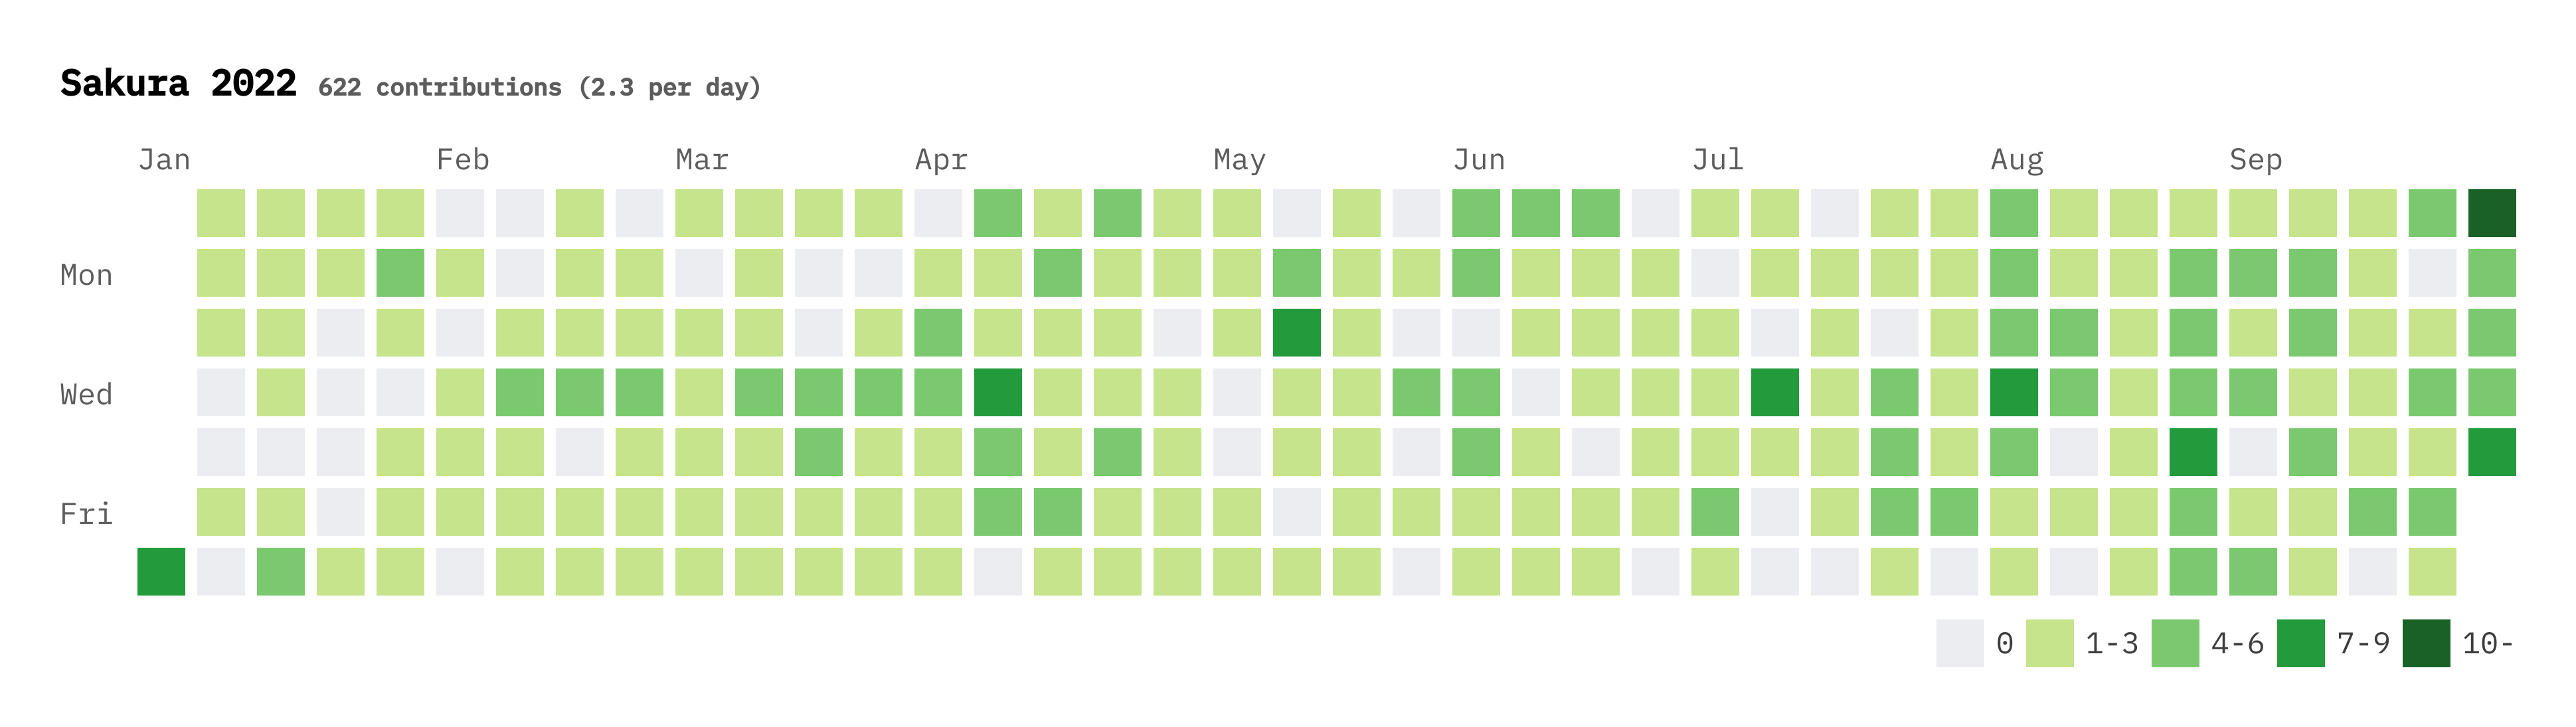 Sakura 2022 622 contributions (2.3 per day)
Jan Feb Mar Apr May Jun Jul Aug Sep
Mon
Wed
Fri
0 1-3 4-6 7-9 10-